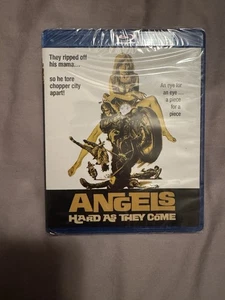 They ripped off
his mama...
so he tore
chopper city
apart!
An eye for
an eye...
a piece
for a
piece
ANGELS
HARD AS THEY COME